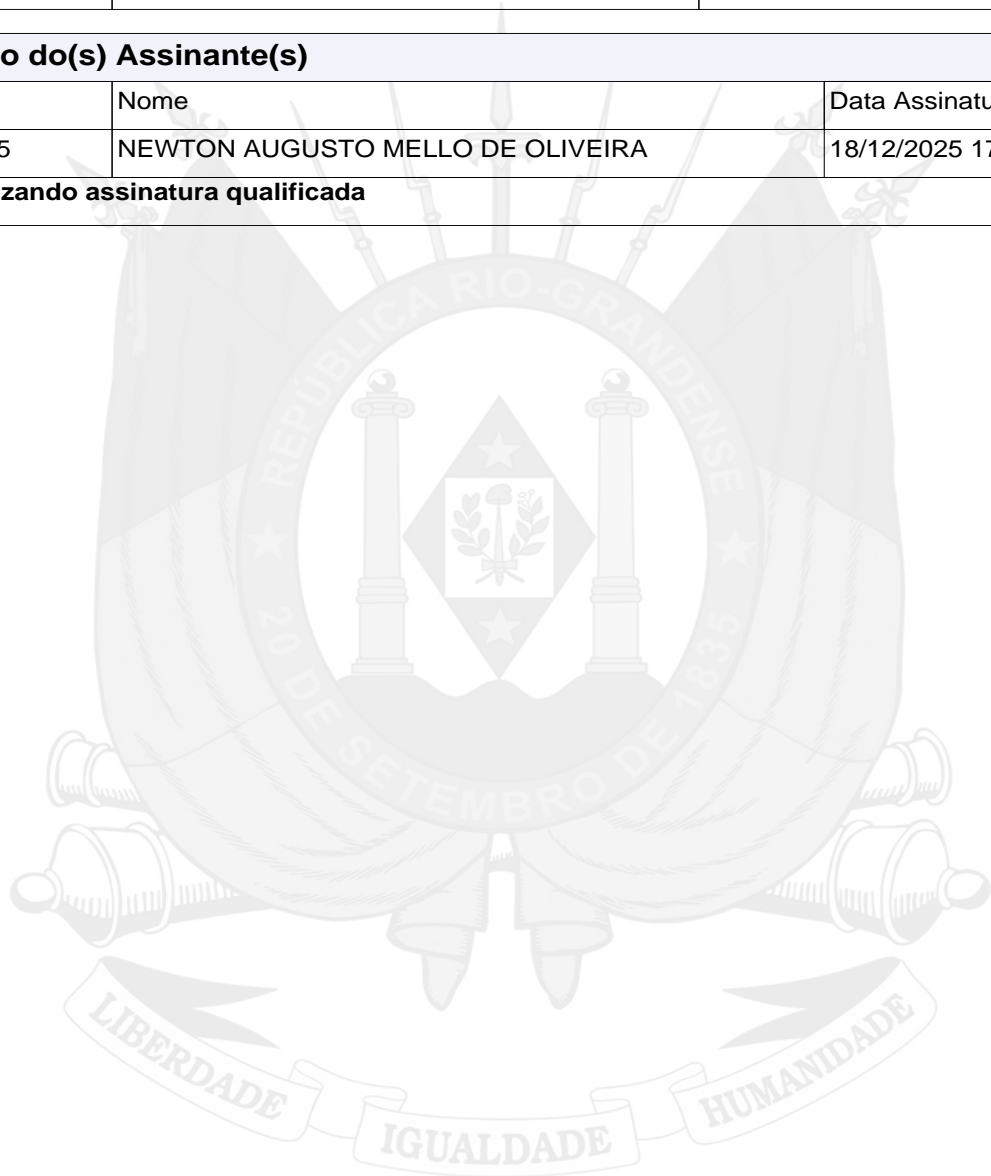 o do(s) Assinante(s)
Nome Data Assinatu
5 NEWTON AUGUSTO MELLO DE OLIVEIRA 18/12/2025 17
zando assinatura qualificada
REPÚBLICA RIO-GRANDENSE
20 DE SETEMBRO DE 1835
LIBERDADE IGUALDADE HUMANIDADE